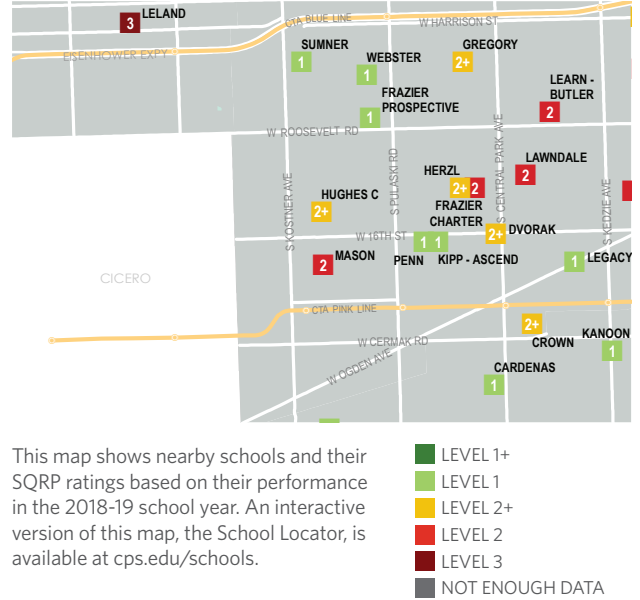 3
LELAND
CTA BLUE LINE
W HARRISON ST
EISENHOWER EXPY
SUMNER
1
WEBSTER
1
GREGORY
2+
FRAZIER
PROSPECTIVE
1
LEARN -
BUTLER
2
W ROOSEVELT RD
S KOSTNER AVE
S PULASKI RD
S CENTRAL PARK AVE
S KEDZIE AVE
HERZL
2+
2
FRAZIER
CHARTER
LAWNDALE
2
HUGHES C
2+
W 16TH ST
DVORAK
2+
PENN
1
1
KIPP - ASCEND
MASON
2
LEGACY
1
CICERO
CTA PINK LINE
2+
CROWN
KANOON
1
W CERMAK RD
W OGDEN AVE
CARDENAS
1
This map shows nearby schools and their
SQRP ratings based on their performance
in the 2018-19 school year. An interactive
version of this map, the School Locator, is
available at cps.edu/schools.
LEVEL 1+
LEVEL 1
LEVEL 2+
LEVEL 2
LEVEL 3
NOT ENOUGH DATA